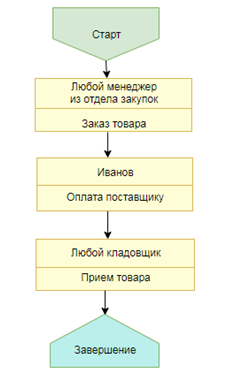 Старт
Любой менеджер
из отдела закупок
Заказ товара
Иванов
Оплата поставщику
Любой кладовщик
Прием товара
Завершение